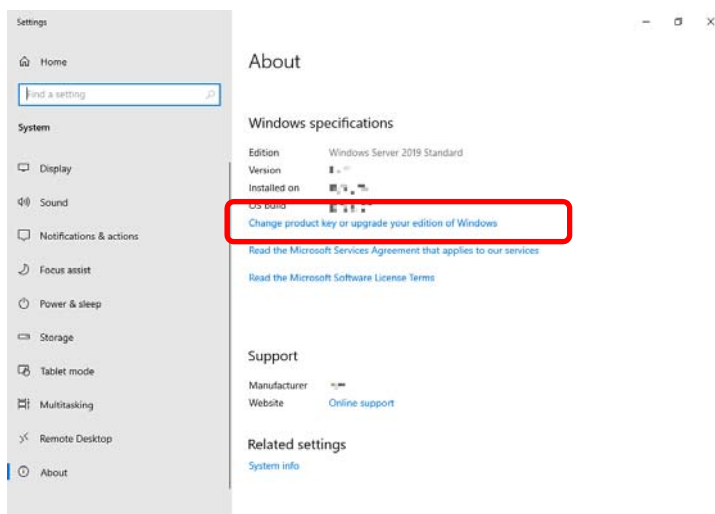 Settings
Home
Find a setting
System
Display
Sound
Notifications & actions
Focus assist
Power & sleep
Storage
Tablet mode
Multitasking
Remote Desktop
About
About
Windows specifications
Edition Windows Server 2019 Standard
Version
Installed on
OS build
Change product key or upgrade your edition of Windows
Read the Microsoft Services Agreement that applies to our services
Read the Microsoft Software License Terms
Support
Manufacturer
Website Online support
Related settings
System info